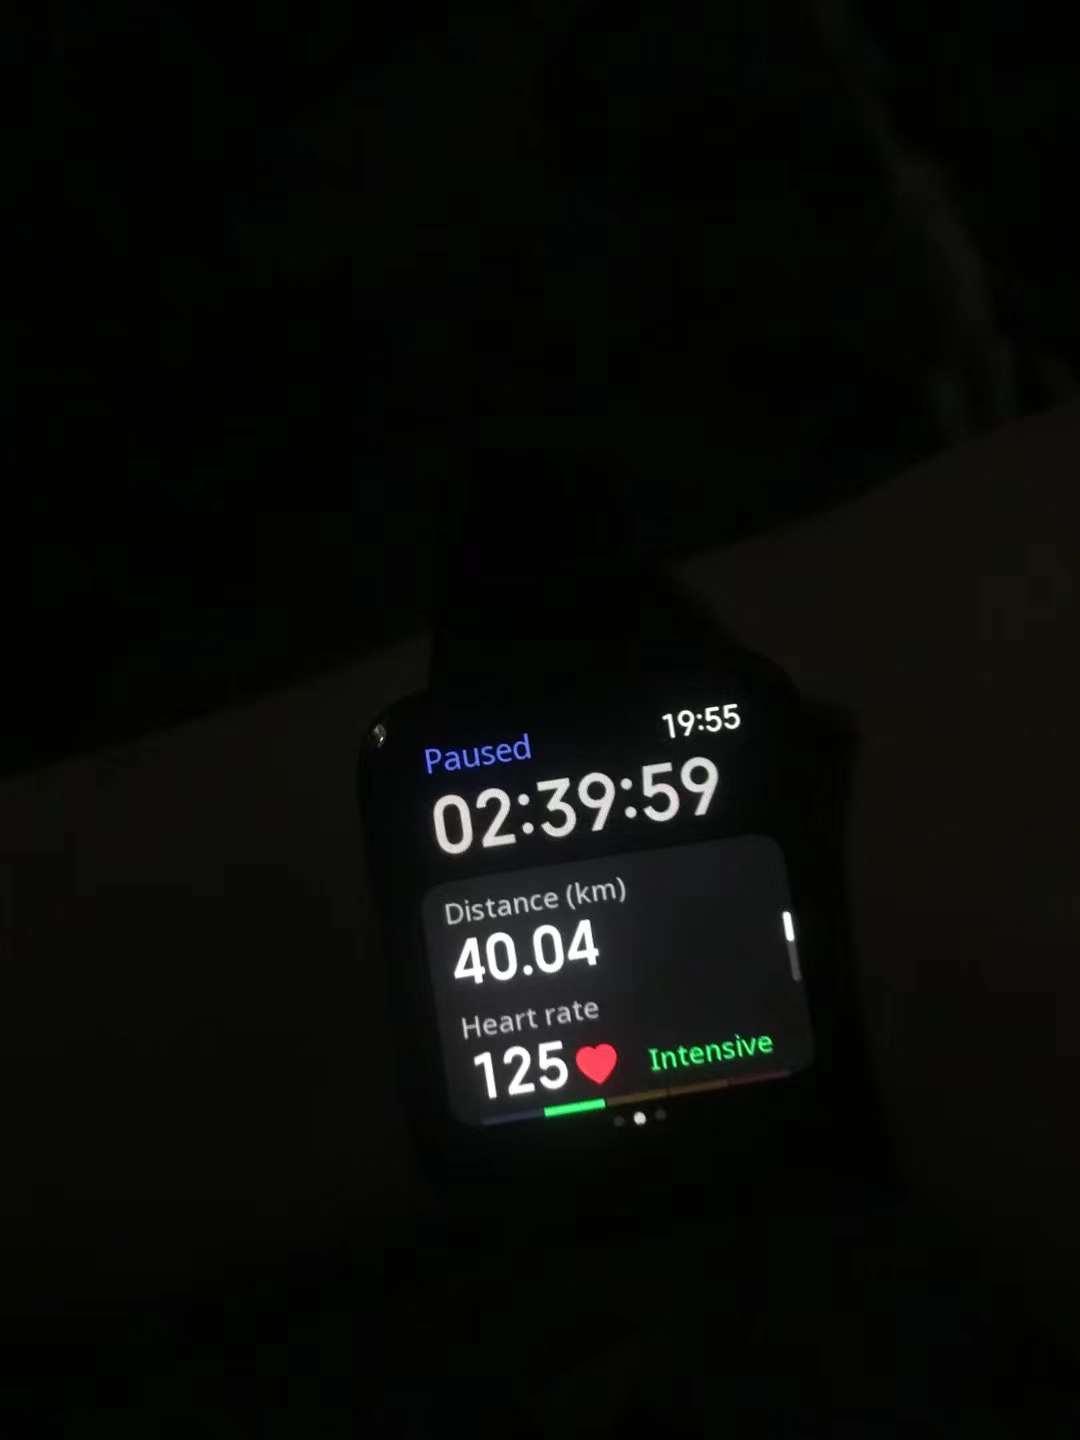 Paused
19:55
02:39:59
Distance (km)
40.04
Heart rate
125 Intensive